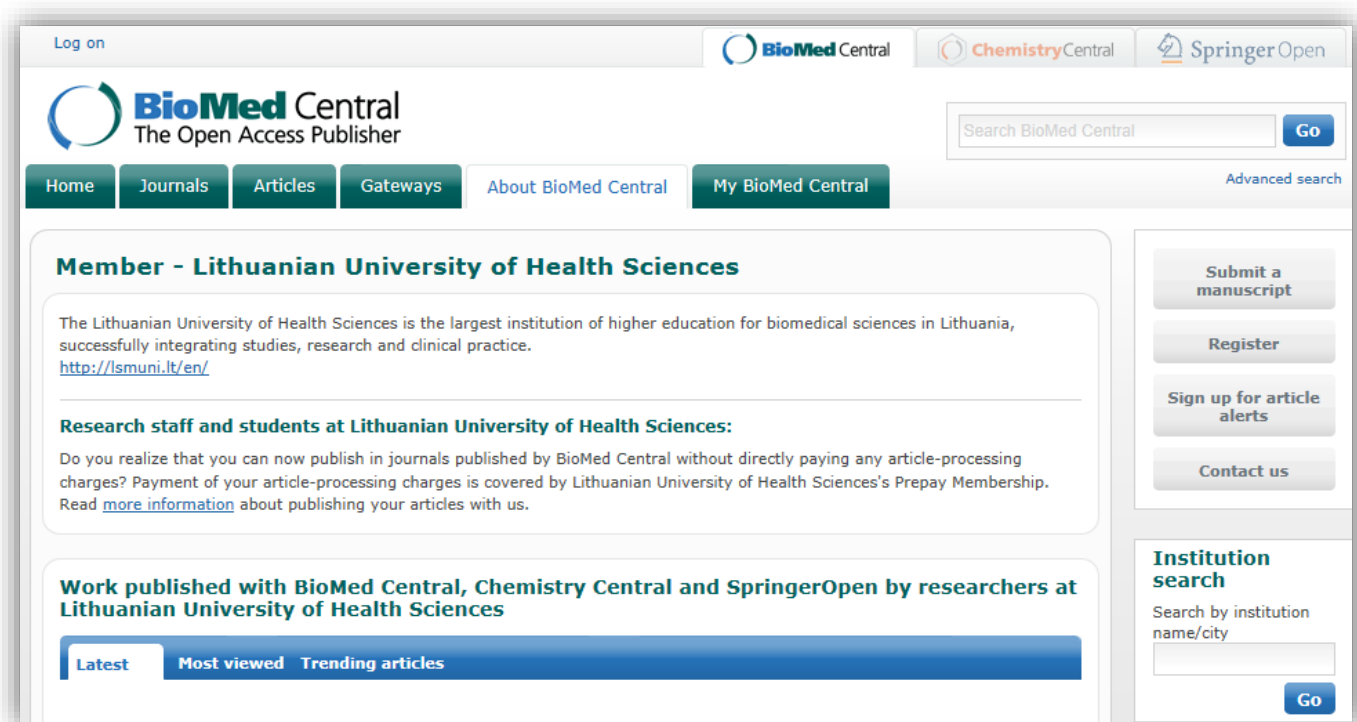 Log on
BioMed Central
ChemistryCentral
Springer Open
BioMed Central
The Open Access Publisher
Search BioMed Central
Go
Home
Journals
Articles
Gateways
About BioMed Central
My BioMed Central
Advanced search
Member - Lithuanian University of Health Sciences
The Lithuanian University of Health Sciences is the largest institution of higher education for biomedical sciences in Lithuania,
successfully integrating studies, research and clinical practice.
http://lsmuni.lt/en/
Research staff and students at Lithuanian University of Health Sciences:
Do you realize that you can now publish in journals published by BioMed Central without directly paying any article-processing
charges? Payment of your article-processing charges is covered by Lithuanian University of Health Sciences's Prepay Membership.
Read more information about publishing your articles with us.
Work published with BioMed Central, Chemistry Central and SpringerOpen by researchers at
Lithuanian University of Health Sciences
Latest
Most viewed
Trending articles
Submit a
manuscript
Register
Sign up for article
alerts
Contact us
Institution
search
Search by institution
name/city
Go